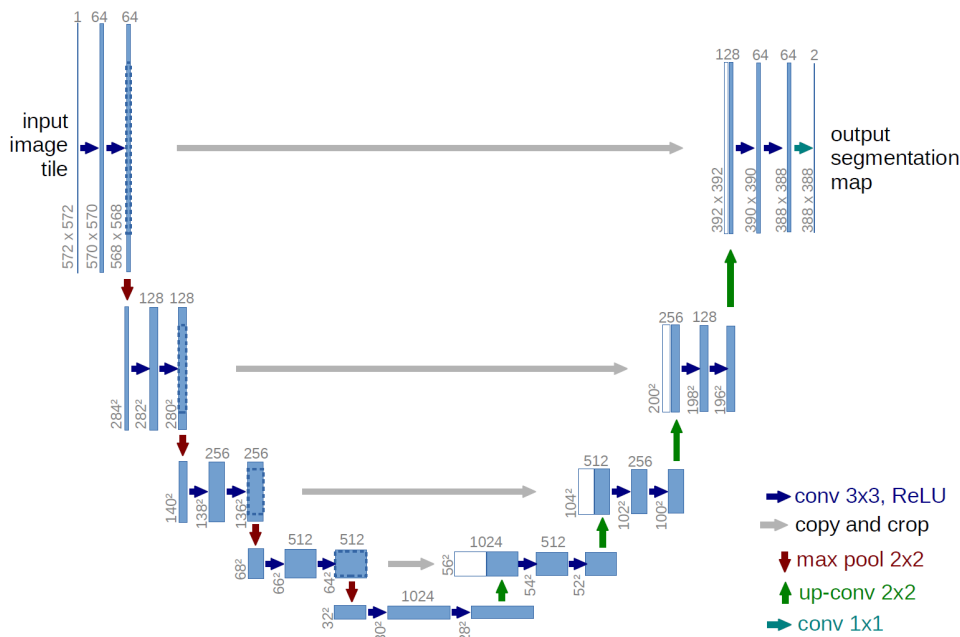 1 64 64
128 64 64 2
input
image
tile
output
segmentation
map
572 x 572
570 x 570
568 x 568
392 x 392
390 x 390
388 x 388
388 x 388
128 128
256 128
284²
282²
280²
200²
198²
196²
256 256
512 256
140²
138²
136²
104²
102²
100²
512 512
1024 512
68²
66²
64²
56²
54²
52²
1024
32²
conv 3x3, ReLU
copy and crop
max pool 2x2
up-conv 2x2
conv 1x1